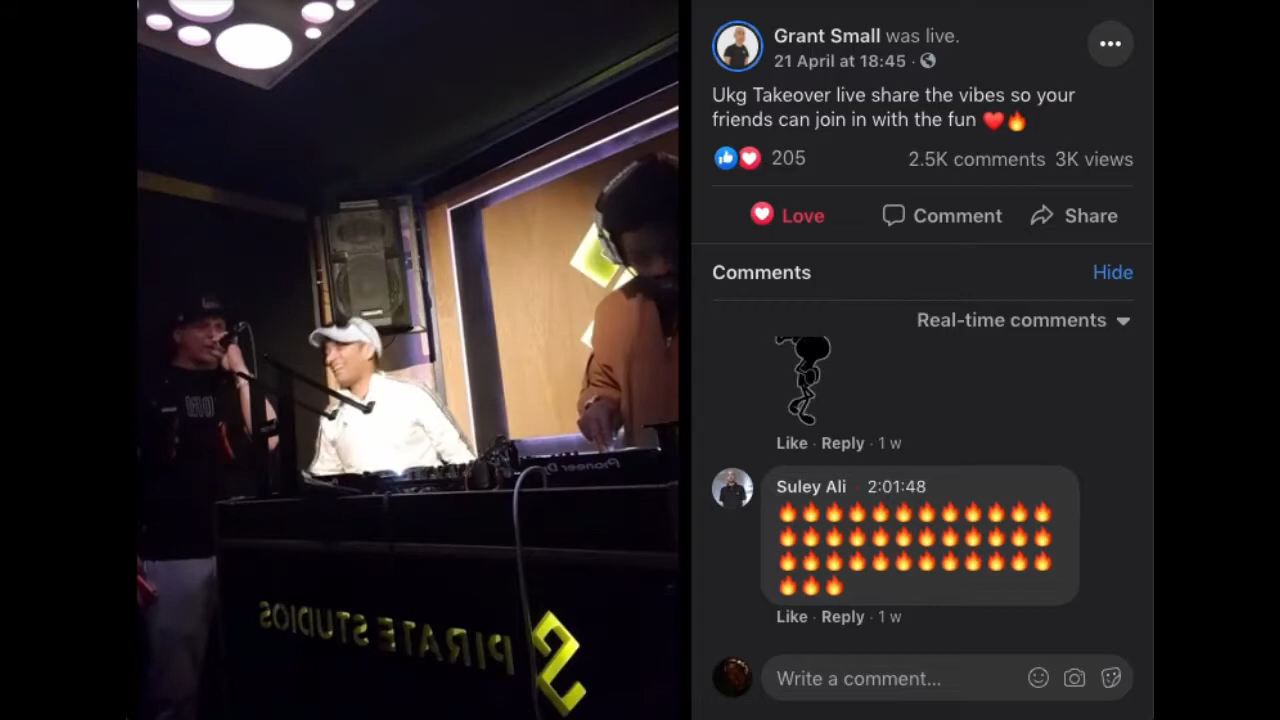 Grant Small was live.
21 April at 18:45
Ukg Takeover live share the vibes so your
friends can join in with the fun ❤️🔥
205 2.5K comments 3K views
Love Comment Share
Comments Hide
Real-time comments
Like · Reply · 1 w
Suley Ali 2:01:48
🔥🔥🔥🔥🔥🔥🔥🔥🔥🔥🔥🔥
🔥🔥🔥🔥🔥🔥🔥🔥🔥🔥🔥🔥
🔥🔥🔥🔥🔥🔥🔥🔥🔥🔥🔥🔥
🔥🔥🔥
Like · Reply · 1 w
Write a comment...
Pioneer DJ
PIRATE STUDIOS